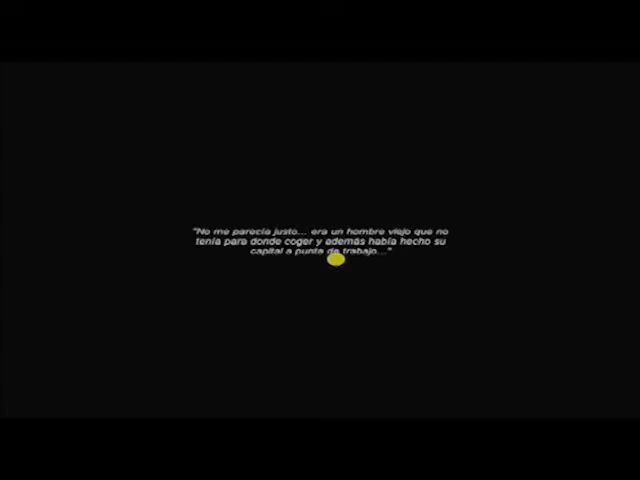 "No me parecía justo... era un hombre viejo que no
tenía para donde coger y además había hecho su
capital a punta de trabajo..."